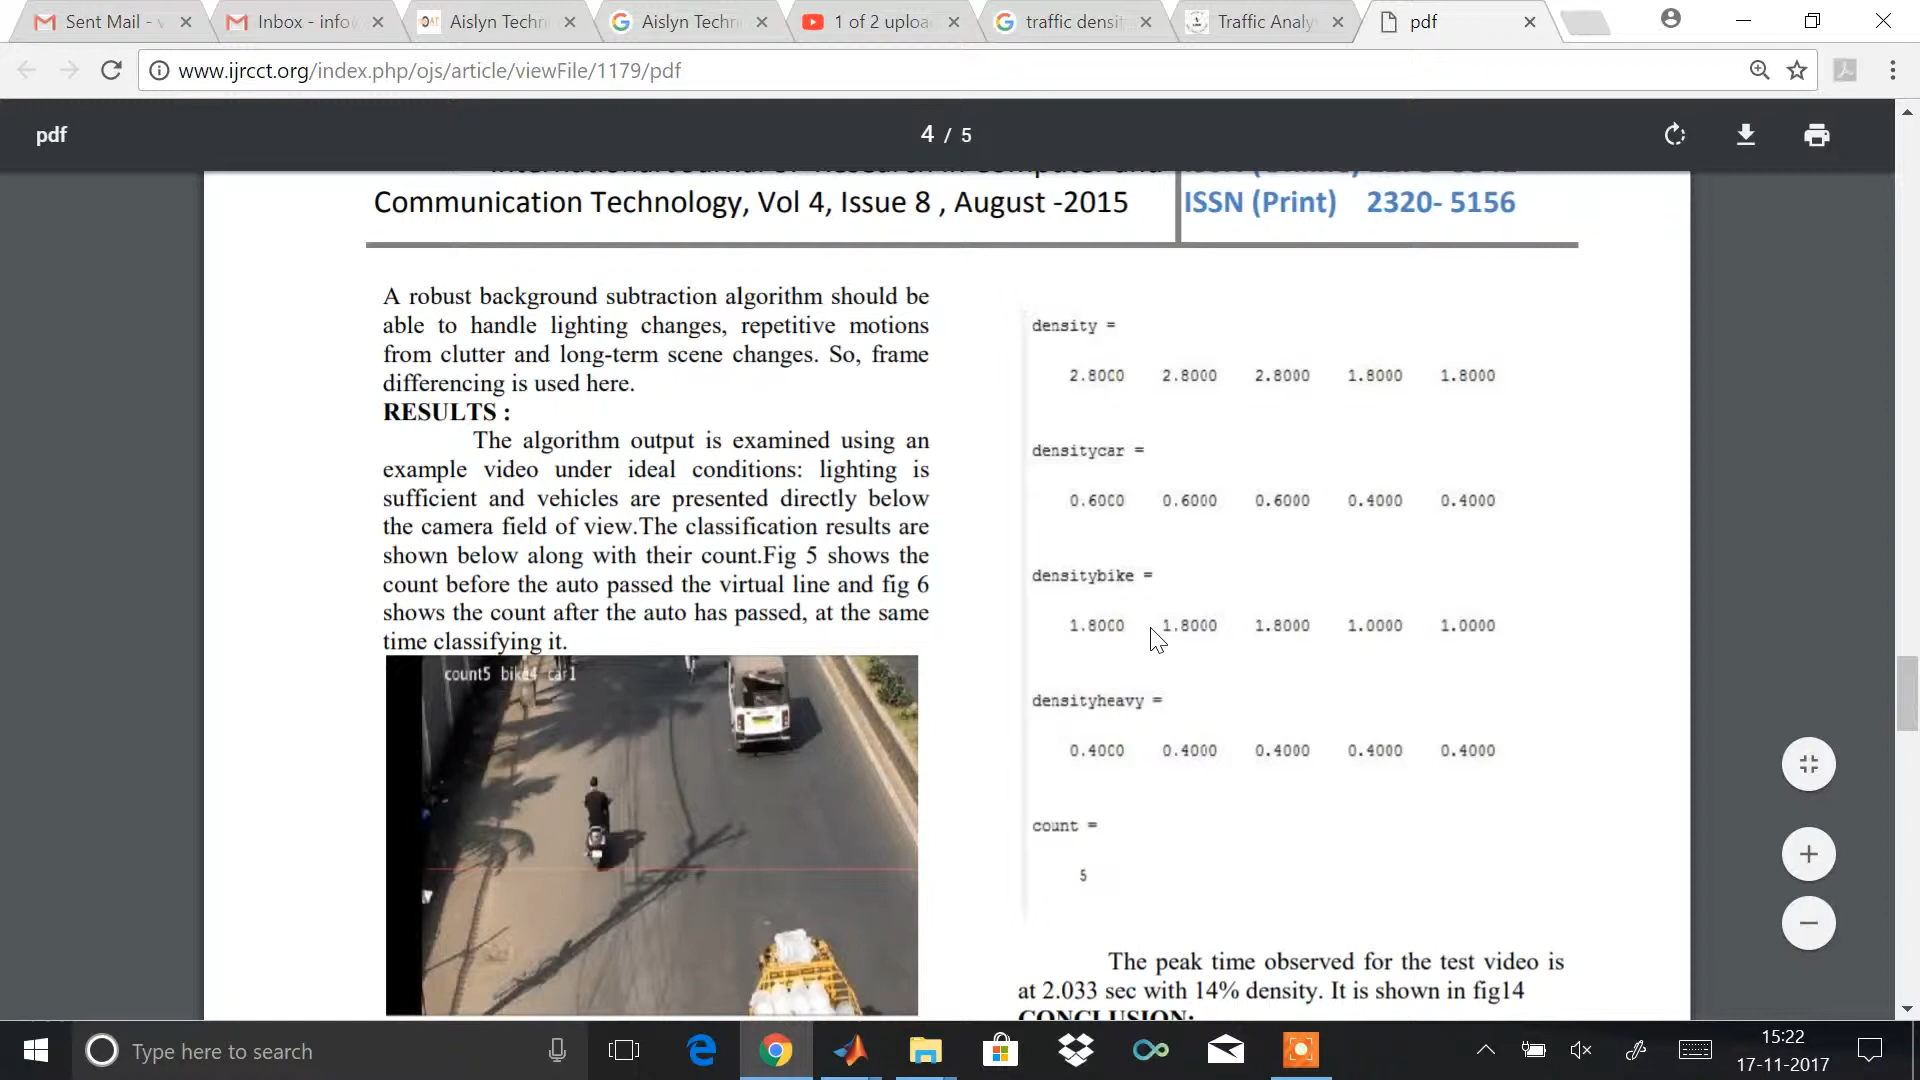 Sent Mail -
Inbox - info
Aislyn Techn
Aislyn Techn
1 of 2 uploa
traffic densit
Traffic Analy
pdf
www.ijrcct.org/index.php/ojs/article/viewFile/1179/pdf
pdf
4 / 5
Communication Technology, Vol 4, Issue 8 , August -2015
ISSN (Print) 2320- 5156
A robust background subtraction algorithm should be
able to handle lighting changes, repetitive motions
from clutter and long-term scene changes. So, frame
differencing is used here.
RESULTS :
The algorithm output is examined using an
example video under ideal conditions: lighting is
sufficient and vehicles are presented directly below
the camera field of view.The classification results are
shown below along with their count.Fig 5 shows the
count before the auto passed the virtual line and fig 6
shows the count after the auto has passed, at the same
time classifying it.
count5 bike4 car1
density =
2.8000 2.8000 2.8000 1.8000 1.8000
densitycar =
0.6000 0.6000 0.6000 0.4000 0.4000
densitybike =
1.8000 1.8000 1.8000 1.0000 1.0000
densityheavy =
0.4000 0.4000 0.4000 0.4000 0.4000
count =
5
The peak time observed for the test video is
at 2.033 sec with 14% density. It is shown in fig14
CONCLUSION:
Type here to search
15:22
17-11-2017